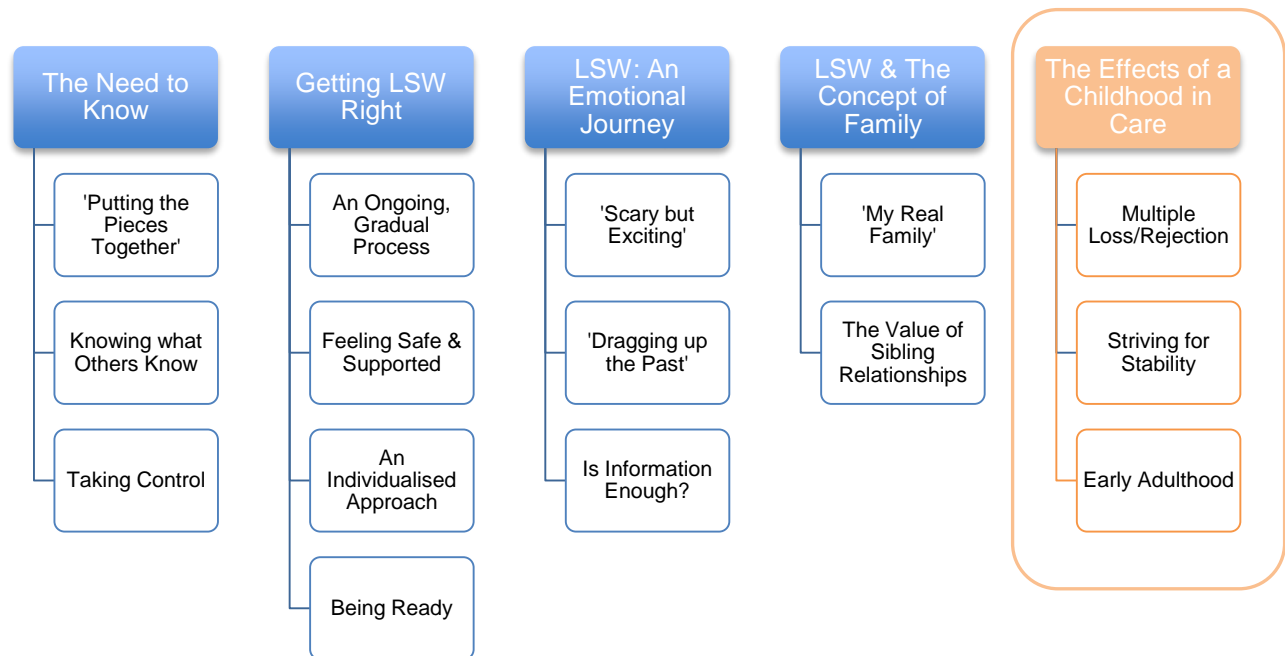 The Need to
Know
'Putting the
Pieces
Together'
Knowing what
Others Know
Taking Control
Getting LSW
Right
An Ongoing,
Gradual
Process
Feeling Safe &
Supported
An
Individualised
Approach
Being Ready
LSW: An
Emotional
Journey
'Scary but
Exciting'
'Dragging up
the Past'
Is Information
Enough?
LSW & The
Concept of
Family
'My Real
Family'
The Value of
Sibling
Relationships
The Effects of a
Childhood in
Care
Multiple
Loss/Rejection
Striving for
Stability
Early Adulthood